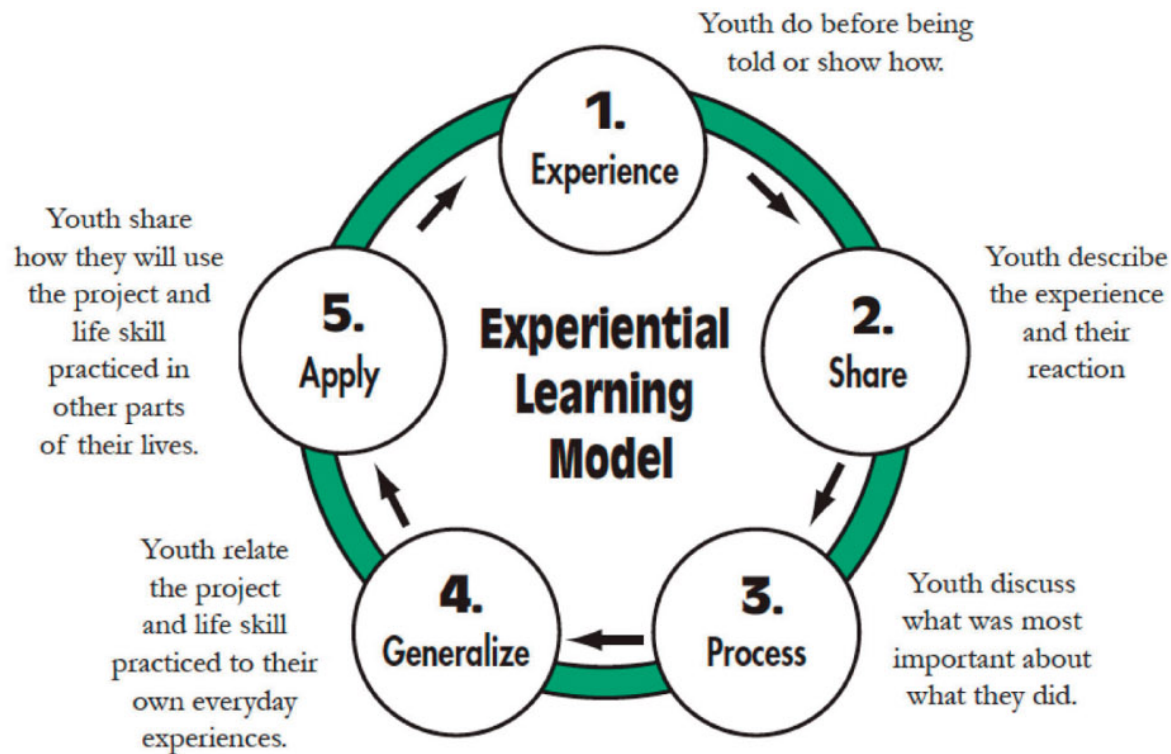 Youth do before being
told or show how.
1.
Experience
Youth describe
the experience
and their
reaction
2.
Share
Youth discuss
what was most
important about
what they did.
3.
Process
Youth relate
the project
and life skill
practiced to their
own everyday
experiences.
4.
Generalize
Youth share
how they will use
the project and
life skill
practiced in
other parts
of their lives.
5.
Apply
Experiential
Learning
Model